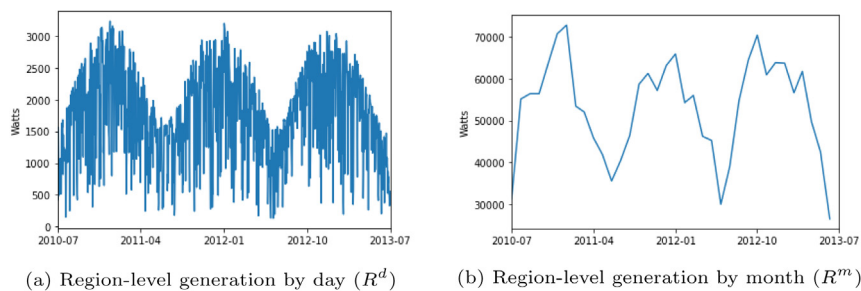 3000
2500
2000
1500
1000
500
0
Watts
2010-07 2011-04 2012-01 2012-10 2013-07
(a) Region-level generation by day (R^d)
70000
60000
50000
40000
30000
Watts
2010-07 2011-04 2012-01 2012-10 2013-07
(b) Region-level generation by month (R^m)